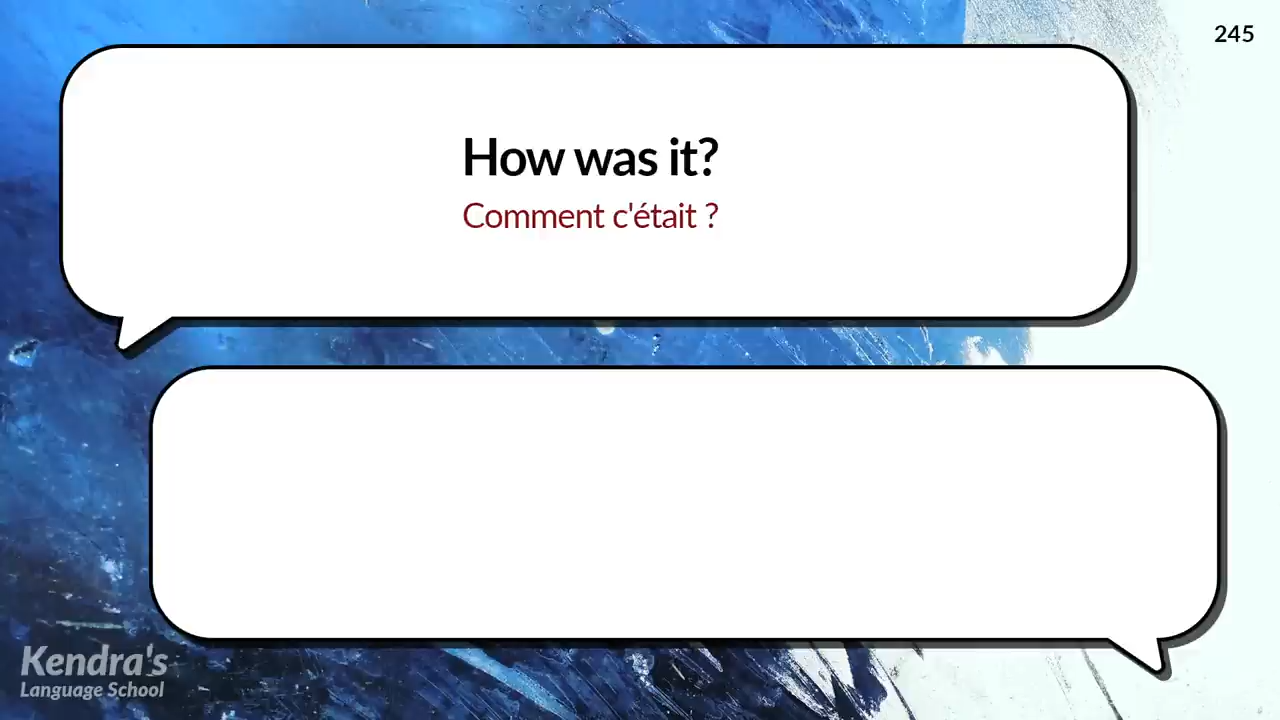 245
How was it?
Comment c'était ?
Kendra's
Language School